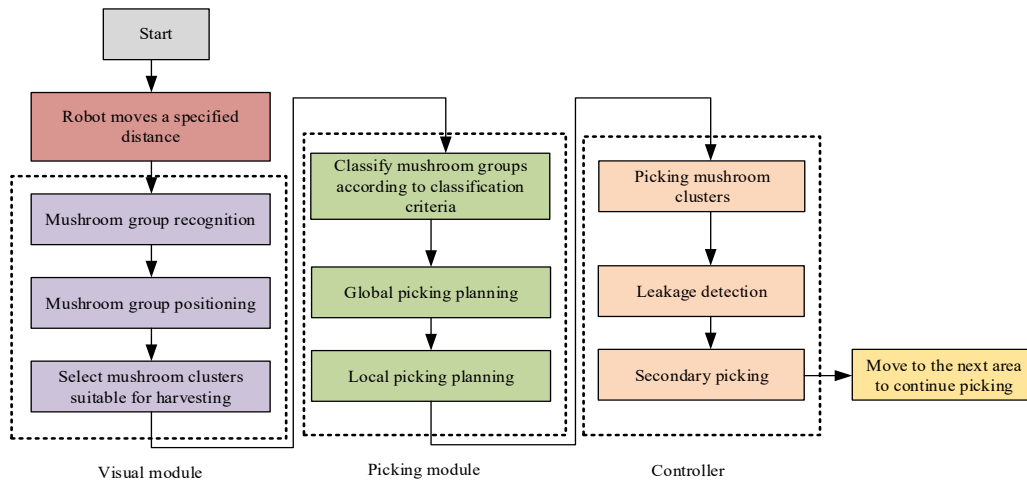 Start
Robot moves a specified
distance
Mushroom group recognition
Mushroom group positioning
Select mushroom clusters
suitable for harvesting
Visual module
Classify mushroom groups
according to classification
criteria
Global picking planning
Local picking planning
Picking module
Picking mushroom
clusters
Leakage detection
Secondary picking
Controller
Move to the next area
to continue picking